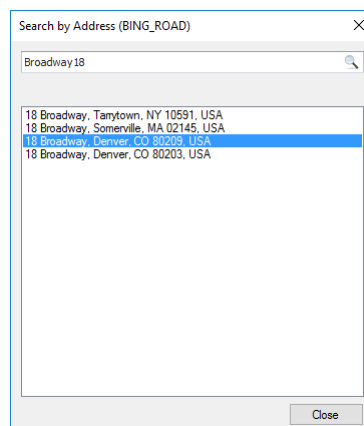 Search by Address (BING_ROAD)
Broadway18
18 Broadway, Tarrytown, NY 10591, USA
18 Broadway, Somerville, MA 02145, USA
18 Broadway, Denver, CO 80209, USA
18 Broadway, Denver, CO 80203, USA
Close